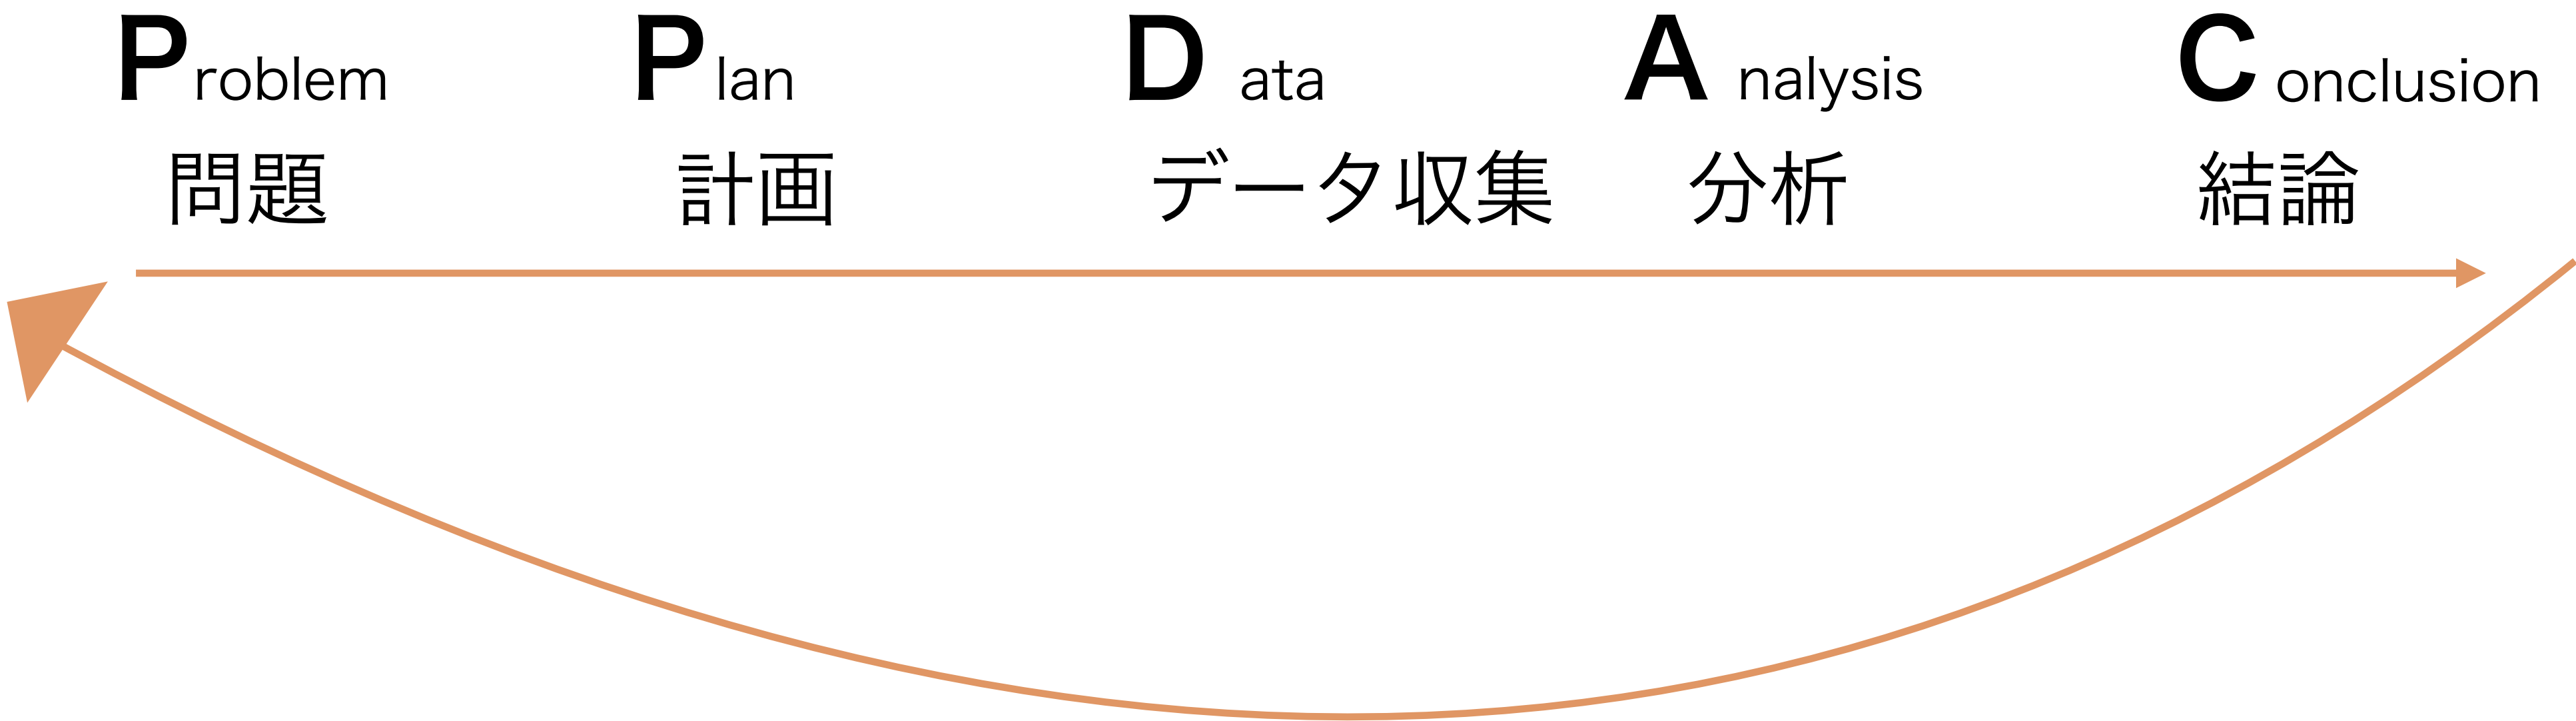 Problem Plan Data Analysis Conclusion
問題 計画 データ収集 分析 結論